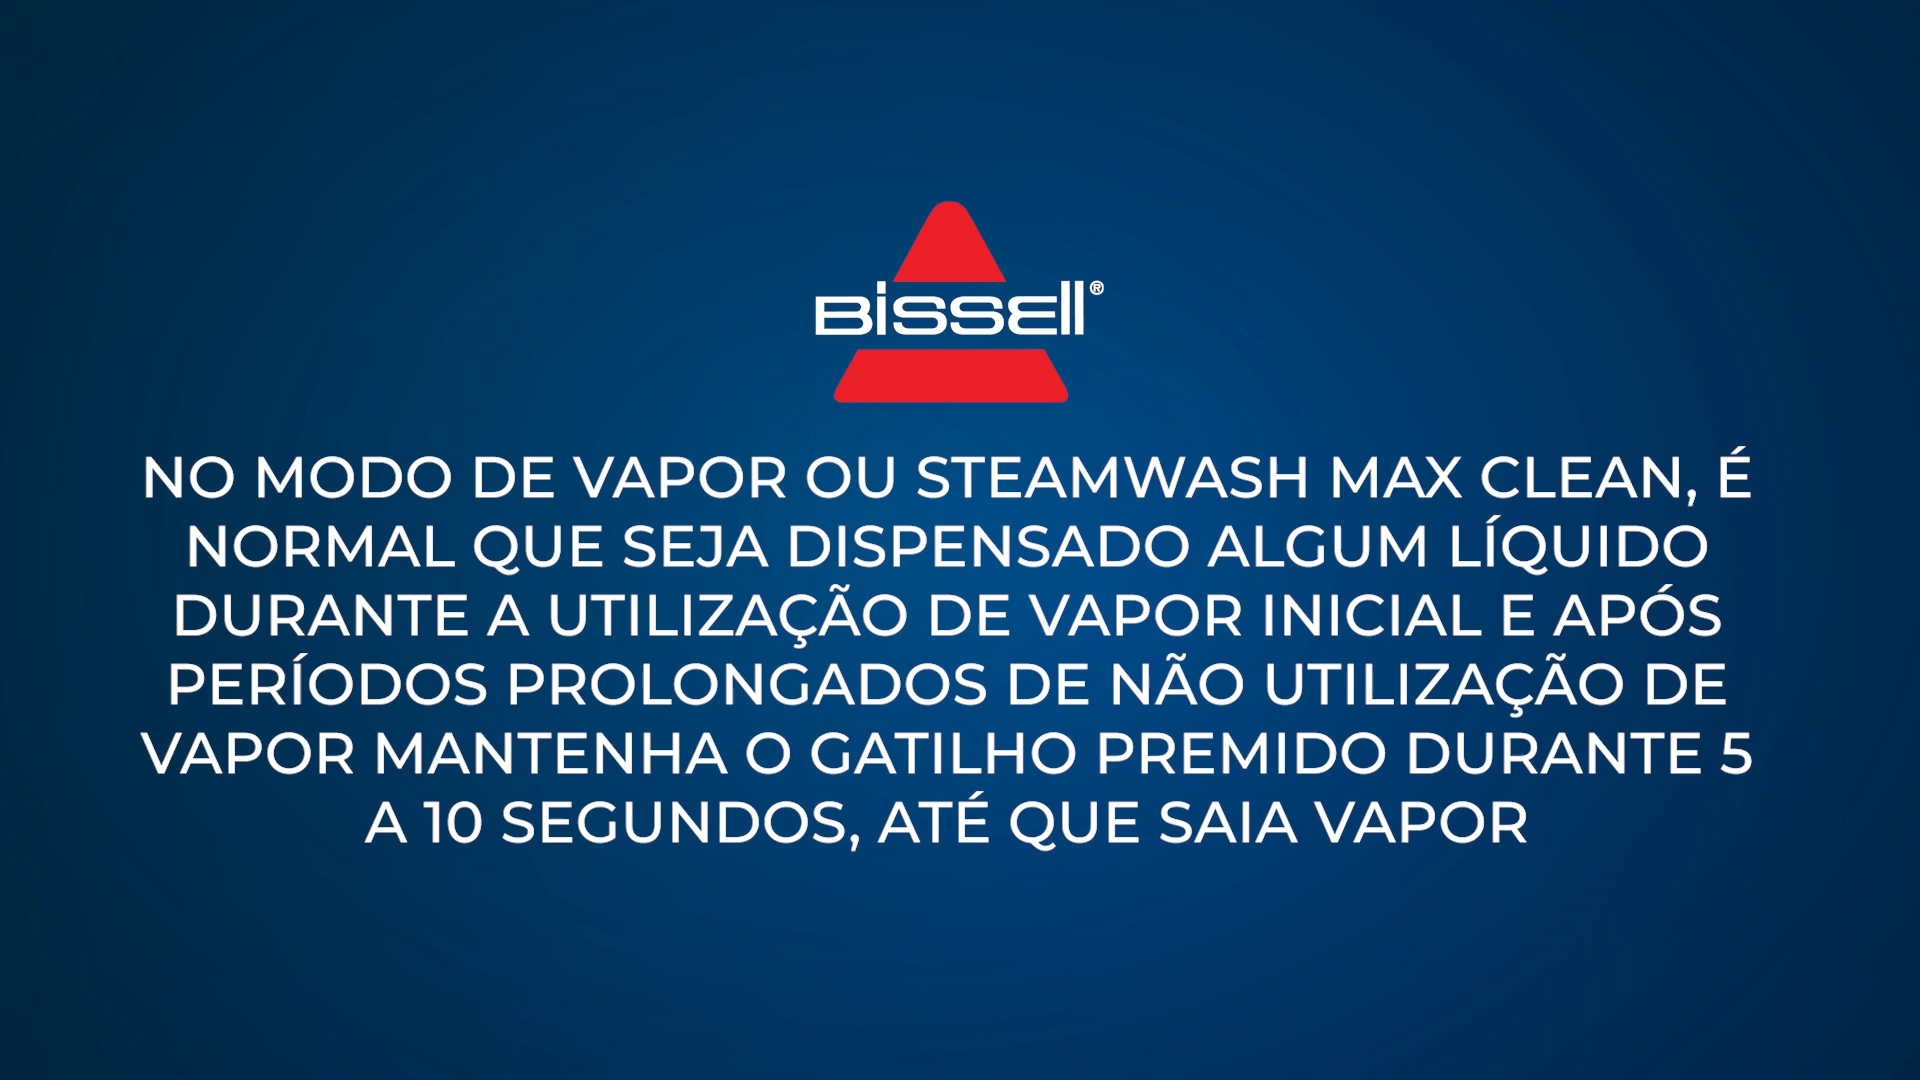 BISSELL®
NO MODO DE VAPOR OU STEAMWASH MAX CLEAN, É
NORMAL QUE SEJA DISPENSADO ALGUM LÍQUIDO
DURANTE A UTILIZAÇÃO DE VAPOR INICIAL E APÓS
PERÍODOS PROLONGADOS DE NÃO UTILIZAÇÃO DE
VAPOR MANTENHA O GATILHO PREMIDO DURANTE 5
A 10 SEGUNDOS, ATÉ QUE SAIA VAPOR